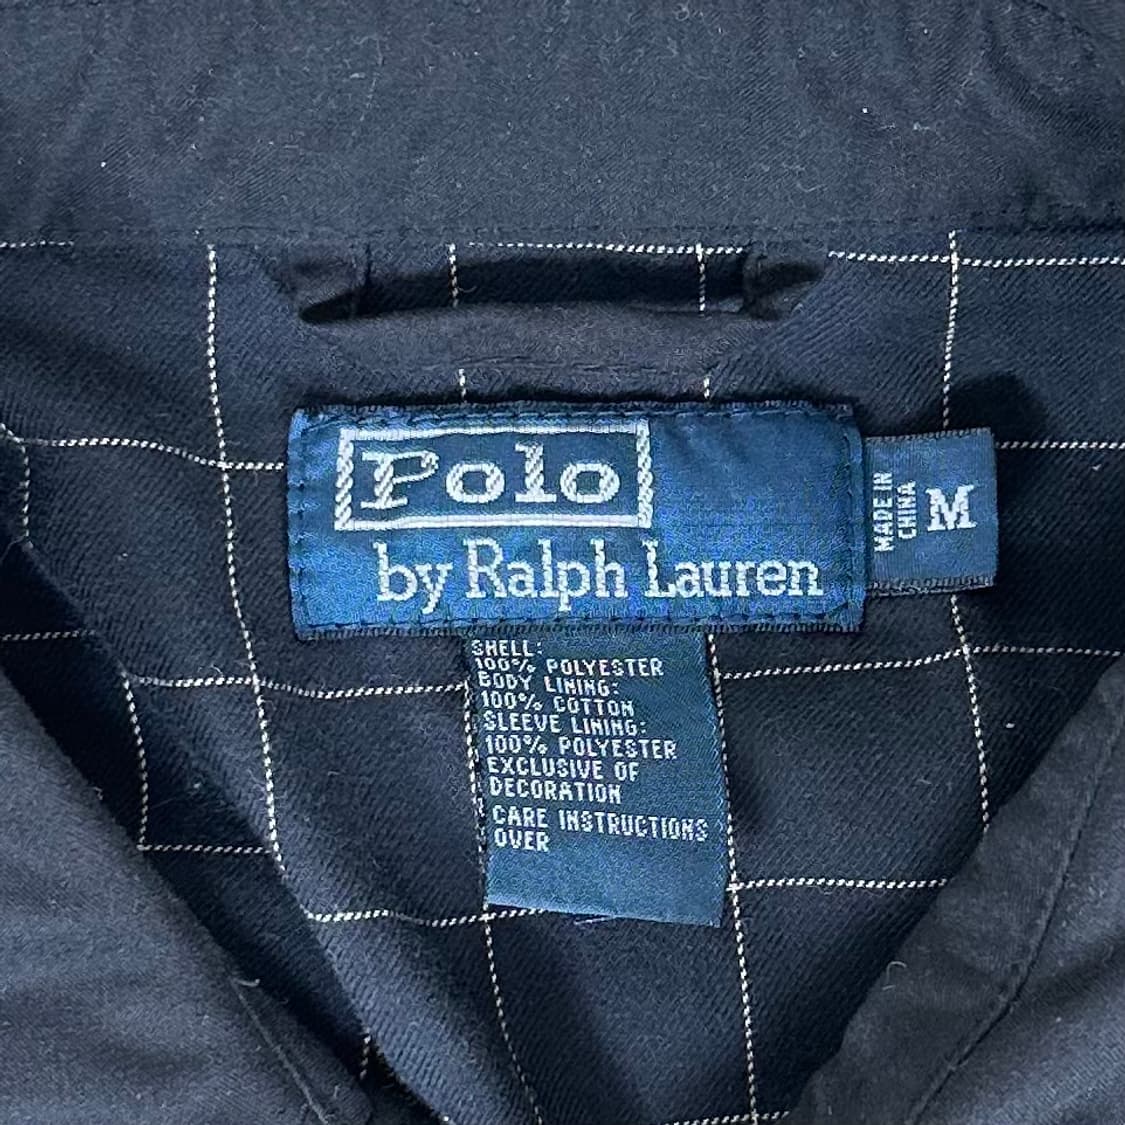 Polo
by Ralph Lauren
MADE IN
CHINA
M
SHELL:
100% POLYESTER
BODY LINING:
100% COTTON
SLEEVE LINING:
100% POLYESTER
EXCLUSIVE OF
DECORATION
CARE INSTRUCTIONS
OVER